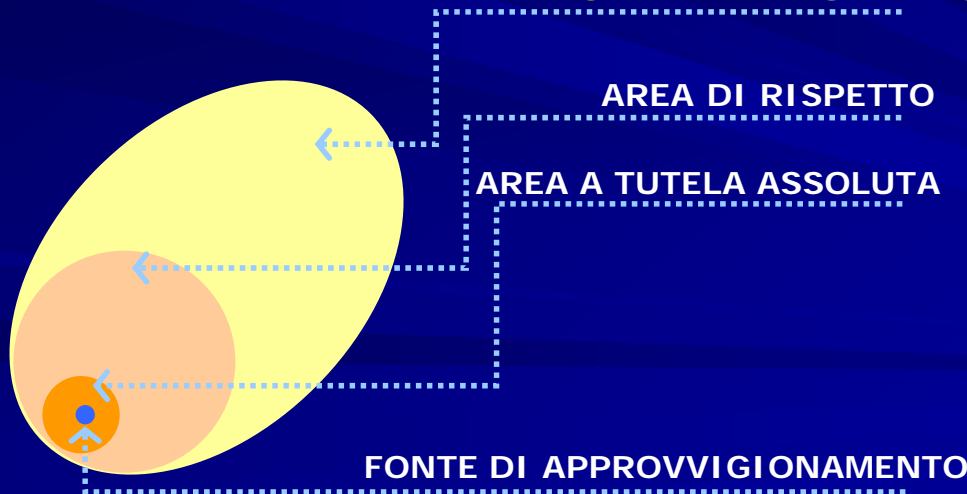 AREA DI RISPETTO
AREA A TUTELA ASSOLUTA
FONTE DI APPROVVIGIONAMENTO